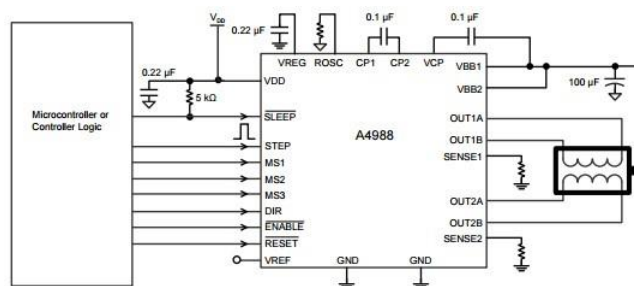 V_DD
0.22 µF
0.1 µF
0.1 µF
VREG
ROSC
CP1
CP2
VCP
VBB1
0.22 µF
VDD
VBB2
100 µF
5 kΩ
Microcontroller or
Controller Logic
SLEEP
A4988
OUT1A
OUT1B
STEP
SENSE1
MS1
MS2
MS3
OUT2A
DIR
OUT2B
ENABLE
SENSE2
RESET
VREF
GND
GND